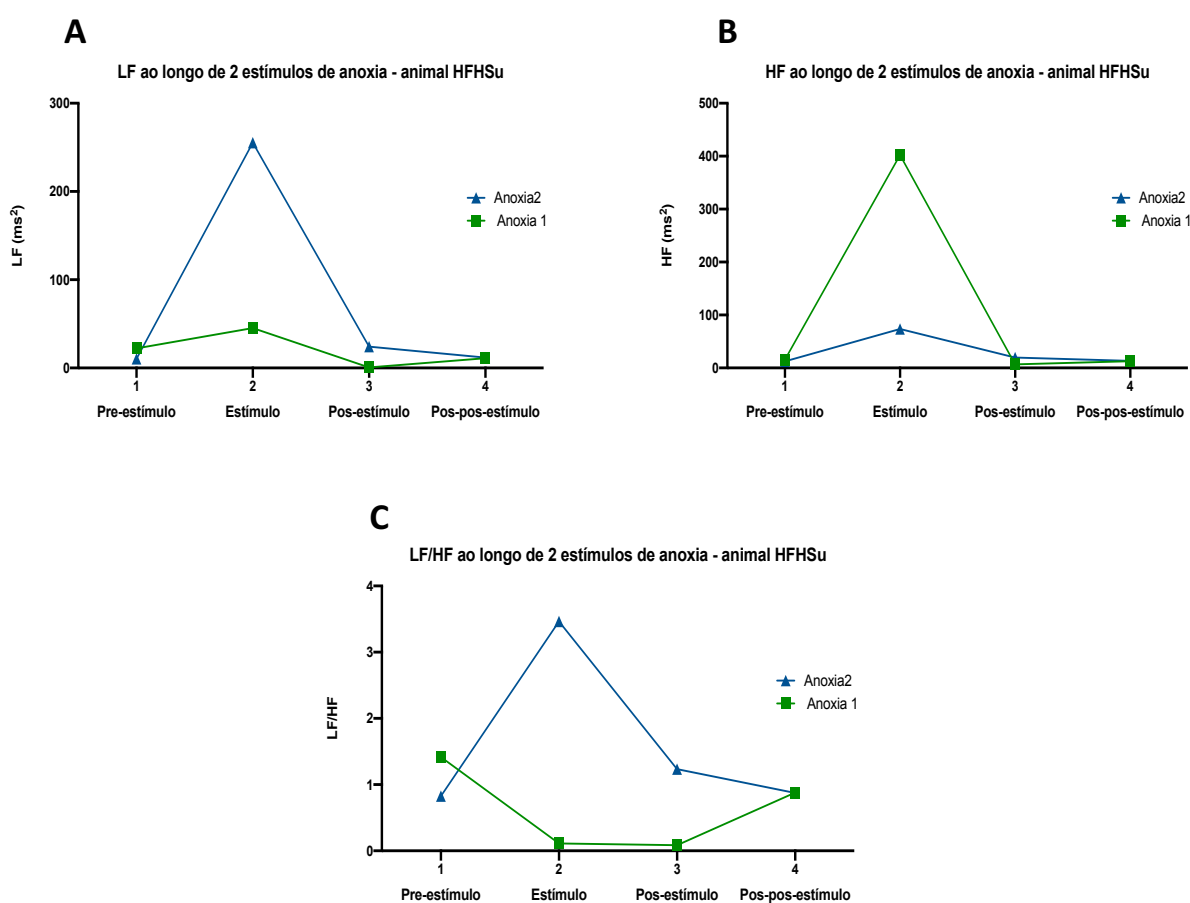 A
LF ao longo de 2 estímulos de anoxia - animal HFHSu
300
200
100
0
LF (ms²)
Anoxia2
Anoxia 1
1
2
3
4
Pre-estímulo
Estímulo
Pos-estímulo
Pos-pos-estímulo
B
HF ao longo de 2 estímulos de anoxia - animal HFHSu
500
400
300
200
100
0
HF (ms²)
Anoxia2
Anoxia 1
1
2
3
4
Pre-estímulo
Estímulo
Pos-estímulo
Pos-pos-estímulo
C
LF/HF ao longo de 2 estímulos de anoxia - animal HFHSu
4
3
2
1
0
LF/HF
Anoxia2
Anoxia 1
1
2
3
4
Pre-estímulo
Estímulo
Pos-estímulo
Pos-pos-estímulo